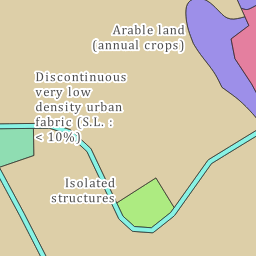 Arable land
(annual crops)
Discontinuous
very low
density urban
fabric (S.L. :
< 10%)
Isolated
structures